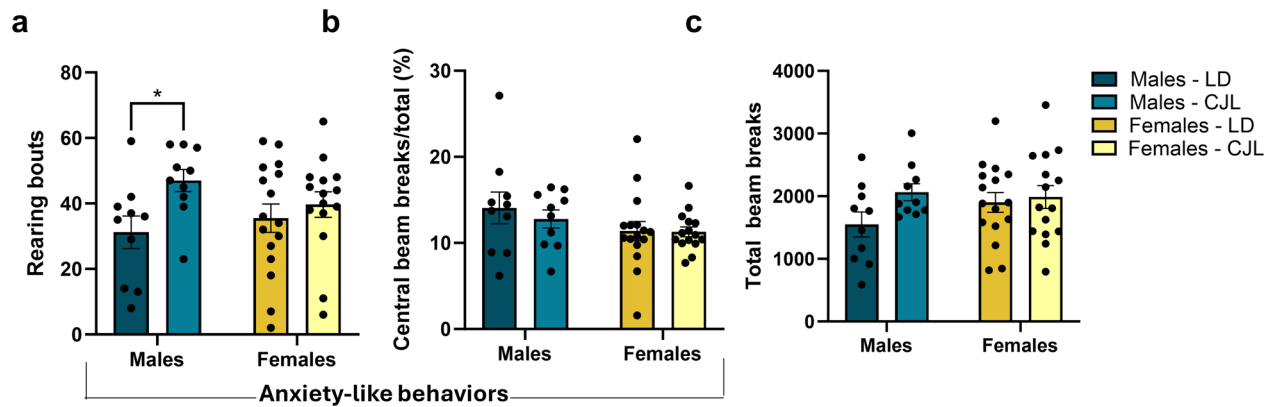 a
b
c
Rearing bouts
80
60
40
20
0
*
Males
Females
Central beam breaks/total (%)
30
20
10
0
Males
Females
Anxiety-like behaviors
Total beam breaks
4000
3000
2000
1000
0
Males
Females
Males - LD
Males - CJL
Females - LD
Females - CJL